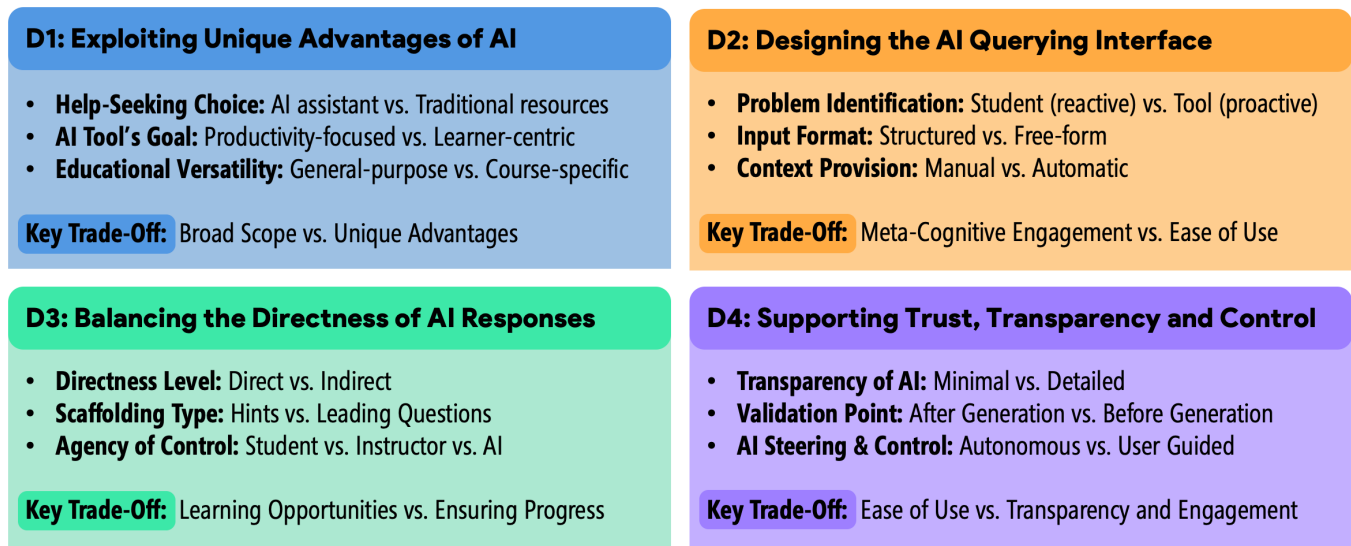 D1: Exploiting Unique Advantages of AI
• Help-Seeking Choice: AI assistant vs. Traditional resources
• AI Tool's Goal: Productivity-focused vs. Learner-centric
• Educational Versatility: General-purpose vs. Course-specific
Key Trade-Off: Broad Scope vs. Unique Advantages
D2: Designing the AI Querying Interface
• Problem Identification: Student (reactive) vs. Tool (proactive)
• Input Format: Structured vs. Free-form
• Context Provision: Manual vs. Automatic
Key Trade-Off: Meta-Cognitive Engagement vs. Ease of Use
D3: Balancing the Directness of AI Responses
• Directness Level: Direct vs. Indirect
• Scaffolding Type: Hints vs. Leading Questions
• Agency of Control: Student vs. Instructor vs. AI
Key Trade-Off: Learning Opportunities vs. Ensuring Progress
D4: Supporting Trust, Transparency and Control
• Transparency of AI: Minimal vs. Detailed
• Validation Point: After Generation vs. Before Generation
• AI Steering & Control: Autonomous vs. User Guided
Key Trade-Off: Ease of Use vs. Transparency and Engagement